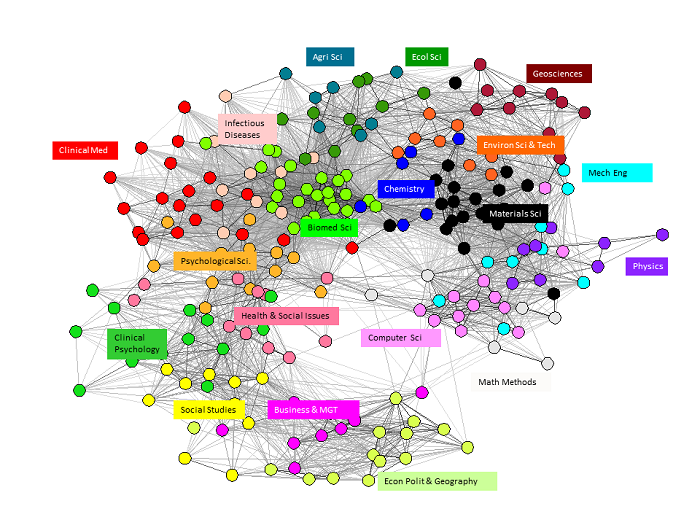 Agri Sci
Ecol Sci
Geosciences
Infectious
Diseases
Clinical Med
Environ Sci & Tech
Mech Eng
Chemistry
Materials Sci
Biomed Sci
Psychological Sci.
Physics
Health & Social Issues
Clinical
Psychology
Computer Sci
Math Methods
Social Studies
Business & MGT
Econ Polit & Geography